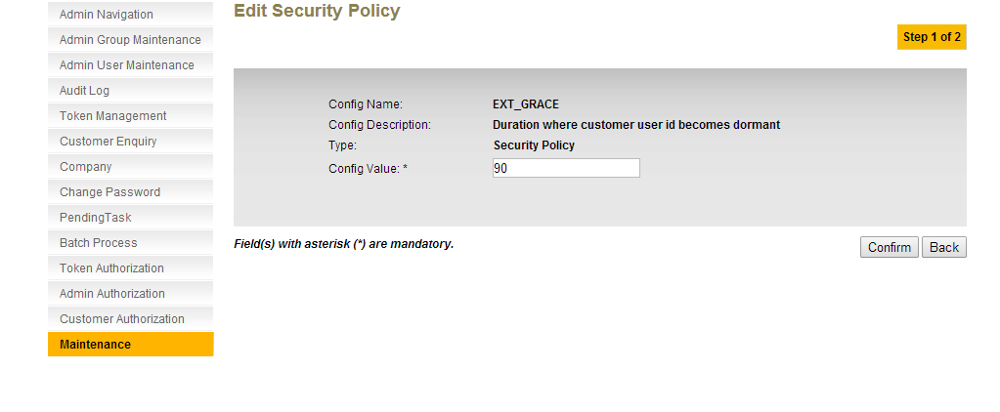 Admin Navigation
Admin Group Maintenance
Admin User Maintenance
Audit Log
Token Management
Customer Enquiry
Company
Change Password
PendingTask
Batch Process
Token Authorization
Admin Authorization
Customer Authorization
Maintenance
Edit Security Policy
Step 1 of 2
Config Name: EXT_GRACE
Config Description: Duration where customer user id becomes dormant
Type: Security Policy
Config Value: * 90
Field(s) with asterisk (*) are mandatory.
Confirm Back